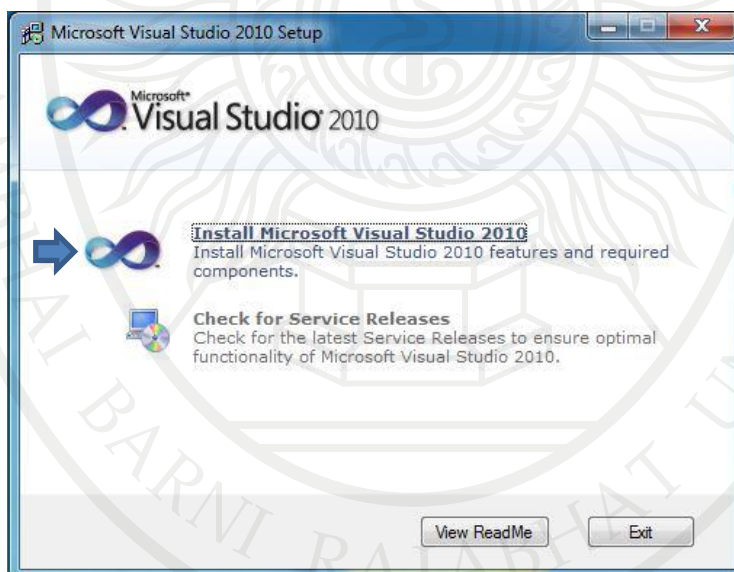 Microsoft Visual Studio 2010 Setup
Microsoft®
Visual Studio® 2010
Install Microsoft Visual Studio 2010
Install Microsoft Visual Studio 2010 features and required
components.
Check for Service Releases
Check for the latest Service Releases to ensure optimal
functionality of Microsoft Visual Studio 2010.
View ReadMe
Exit
BARNI RAJABHAT U